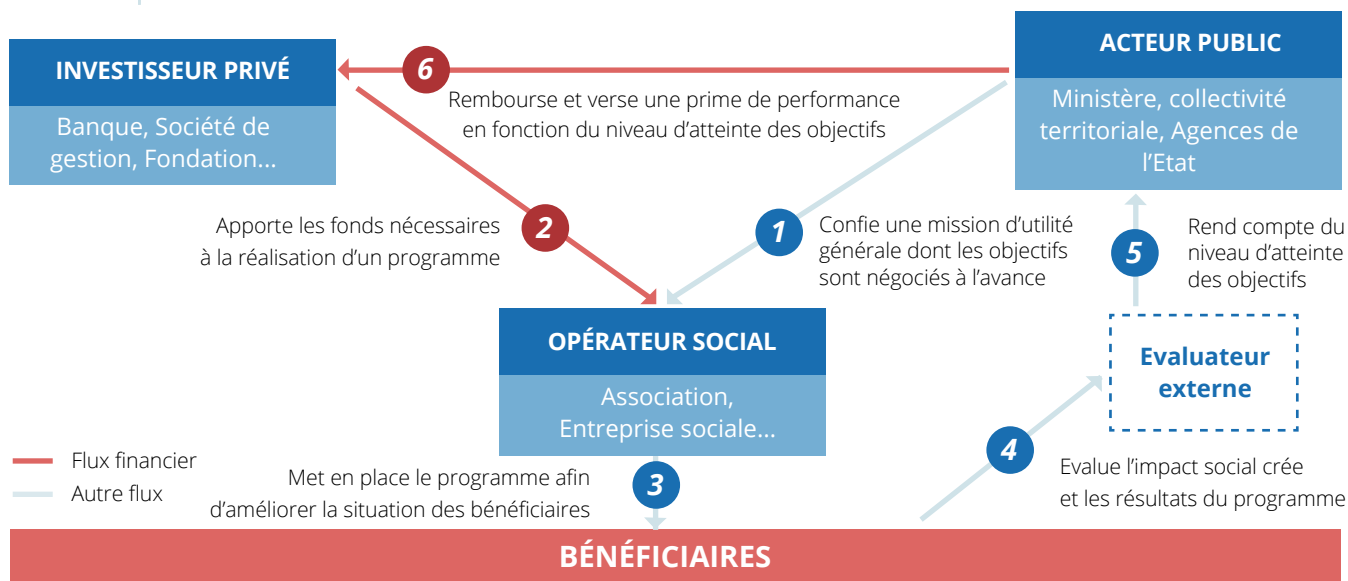 INVESTISSEUR PRIVÉ
Banque, Société de
gestion, Fondation...
6
Rembourse et verse une prime de performance
en fonction du niveau d’atteinte des objectifs
ACTEUR PUBLIC
Ministère, collectivité
territoriale, Agences de
l’Etat
Apporte les fonds nécessaires
à la réalisation d’un programme
2
1
Confie une mission d’utilité
générale dont les objectifs
sont négociés à l’avance
5
Rend compte du
niveau d’atteinte
des objectifs
OPÉRATEUR SOCIAL
Association,
Entreprise sociale...
Evaluateur
externe
Flux financier
Autre flux
Met en place le programme afin
d’améliorer la situation des bénéficiaires
3
4
Evalue l’impact social crée
et les résultats du programme
BÉNÉFICIAIRES